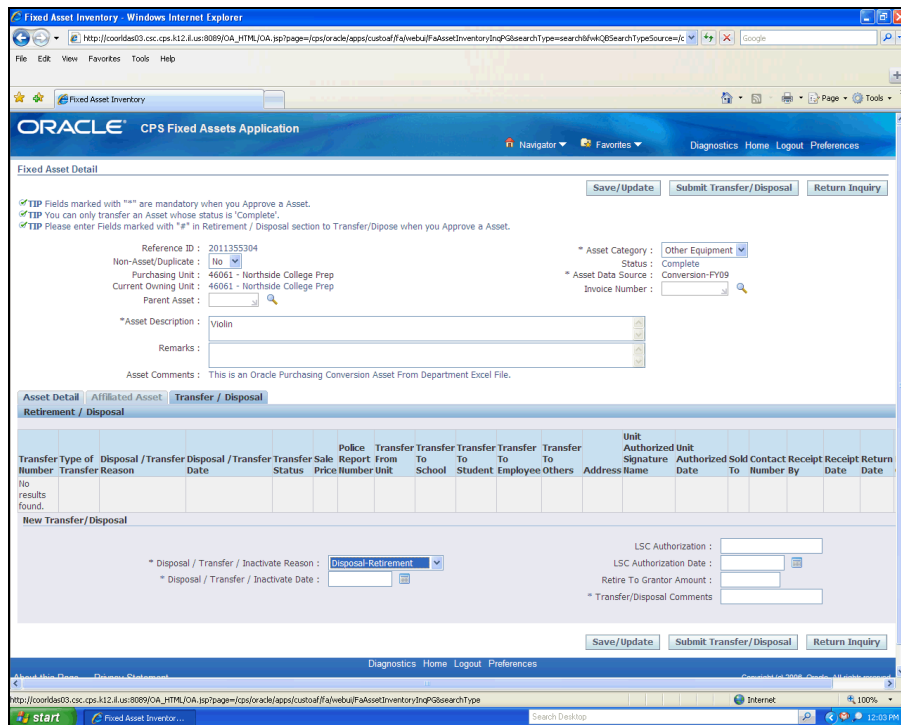 Fixed Asset Inventory - Windows Internet Explorer
http://coorldas03.csc.cps.k12.il.us:8089/OA_HTML/OA.jsp?page=/cps/oracle/apps/custoaf/fa/webui/FaAssetInventoryInqPG&searchType=search&fwkQBSearchTypeSource=/c
Google
File Edit View Favorites Tools Help
Fixed Asset Inventory
Page Tools
ORACLE CPS Fixed Assets Application
Navigator Favorites Diagnostics Home Logout Preferences
Fixed Asset Detail
Save/Update Submit Transfer/Disposal Return Inquiry
TIP Fields marked with "*" are mandatory when you Approve a Asset.
TIP You can only transfer an Asset whose status is 'Complete'.
TIP Please enter Fields marked with "#" in Retirement / Disposal section to Transfer/Dipose when you Approve a Asset.
Reference ID : 2011355304
Non-Asset/Duplicate : No
Purchasing Unit : 46061 - Northside College Prep
Current Owning Unit : 46061 - Northside College Prep
Parent Asset :
* Asset Category : Other Equipment
Status : Complete
* Asset Data Source : Conversion-FY09
Invoice Number :
*Asset Description : Violin
Remarks :
Asset Comments : This is an Oracle Purchasing Conversion Asset From Department Excel File.
Asset Detail Affiliated Asset Transfer / Disposal
Retirement / Disposal
Transfer Number
Type of Transfer
Disposal /Transfer Reason
Disposal /Transfer Date
Transfer Status
Sale Price
Police Report Number
Transfer From Unit
Transfer To School
Transfer To Student
Transfer To Employee
Transfer To Others
Address
Unit Authorized Signature Name
Unit Authorized Date
Sold To
Contact Number
Receipt By
Receipt Date
Return Date
No results found.
New Transfer/Disposal
* Disposal / Transfer / Inactivate Reason : Disposal-Retirement
* Disposal / Transfer / Inactivate Date :
LSC Authorization :
LSC Authorization Date :
Retire To Grantor Amount :
* Transfer/Disposal Comments
Save/Update Submit Transfer/Disposal Return Inquiry
Diagnostics Home Logout Preferences
About this Page Privacy Statement Copyright (c) 2006, Oracle. All rights reserved.
http://coorldas03.csc.cps.k12.il.us:8089/OA_HTML/OA.jsp?page=/cps/oracle/apps/custoaf/fa/webui/FaAssetInventoryInqPG&searchType
Internet 100%
start Fixed Asset Inventor... Search Desktop 12:03 PM